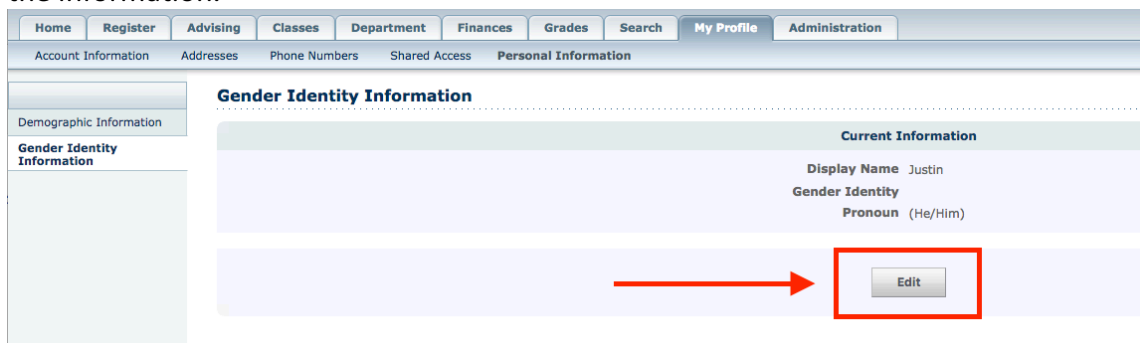 the information.
Home Register Advising Classes Department Finances Grades Search My Profile Administration
Account Information Addresses Phone Numbers Shared Access Personal Information
Gender Identity Information
Demographic Information
Gender Identity
Information
Current Information
Display Name Justin
Gender Identity
Pronoun (He/Him)
Edit